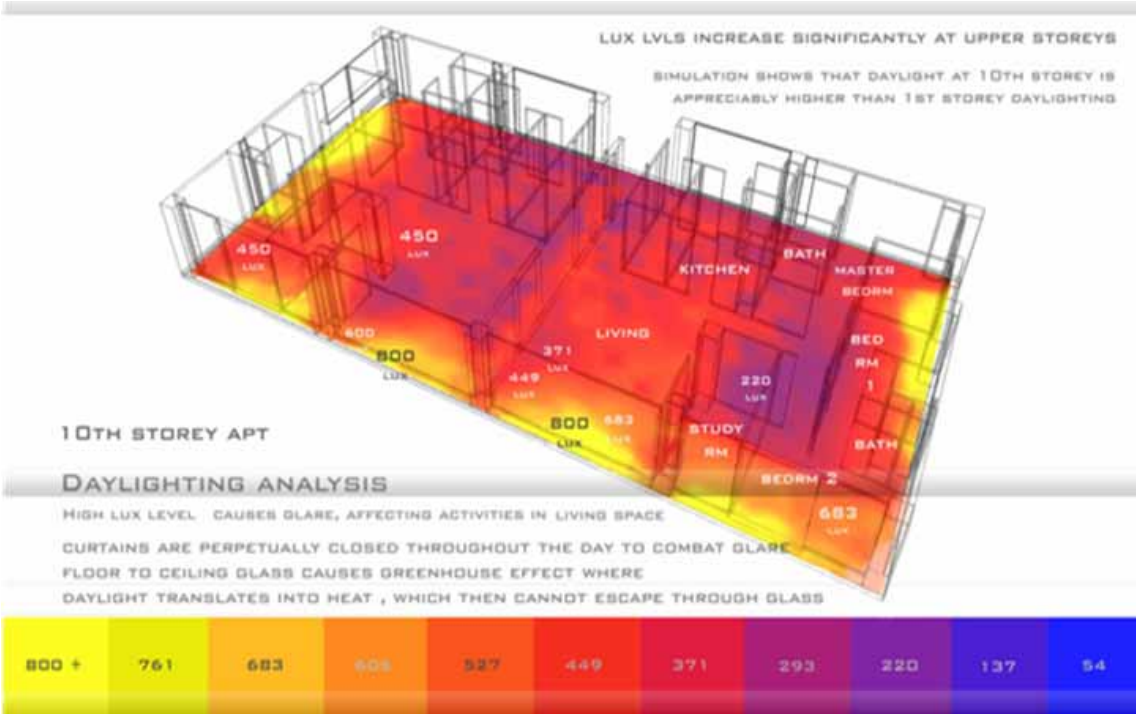 LUX LVLS INCREASE SIGNIFICANTLY AT UPPER STOREYS
SIMULATION SHOWS THAT DAYLIGHT AT 10TH STOREY IS
APPRECIABLY HIGHER THAN 1ST STOREY DAYLIGHTING
450
LUX
450
LUX
KITCHEN
BATH
MASTER
BEDRM
600
800
LUX
LIVING
371
LUX
449
LUX
BED
RM
1
220
LUX
800
LUX
683
LUX
STUDY
RM
BATH
BEDRM 2
683
LUX
10TH STOREY APT
DAYLIGHTING ANALYSIS
HIGH LUX LEVEL CAUSES GLARE, AFFECTING ACTIVITIES IN LIVING SPACE
CURTAINS ARE PERPETUALLY CLOSED THROUGHOUT THE DAY TO COMBAT GLARE
FLOOR TO CEILING GLASS CAUSES GREENHOUSE EFFECT WHERE
DAYLIGHT TRANSLATES INTO HEAT , WHICH THEN CANNOT ESCAPE THROUGH GLASS
800 + 761 683 605 527 449 371 293 220 137 54